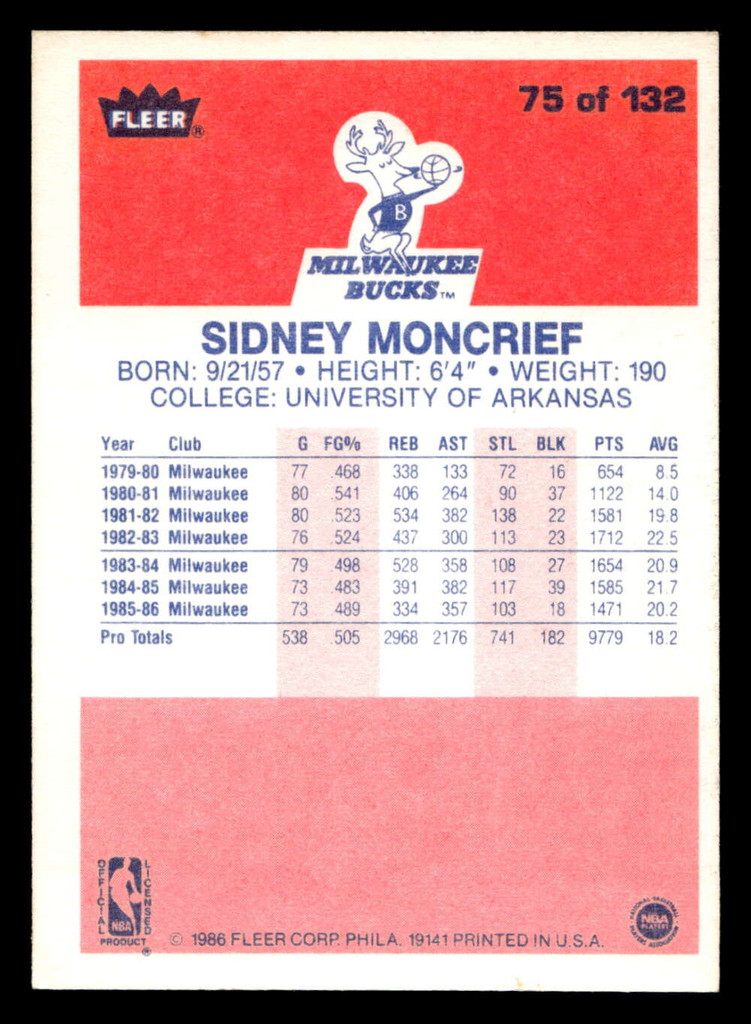 FLEER ®
75 of 132
B
MILWAUKEE
BUCKS TM
SIDNEY MONCRIEF
BORN: 9/21/57 • HEIGHT: 6'4" • WEIGHT: 190
COLLEGE: UNIVERSITY OF ARKANSAS
Year Club G FG% REB AST STL BLK PTS AVG
1979-80 Milwaukee 77 .468 338 133 72 16 654 8.5
1980-81 Milwaukee 80 .541 406 264 90 37 1122 14.0
1981-82 Milwaukee 80 .523 534 382 138 22 1581 19.8
1982-83 Milwaukee 76 .524 437 300 113 23 1712 22.5
1983-84 Milwaukee 79 .498 528 358 108 27 1654 20.9
1984-85 Milwaukee 73 .483 391 382 117 39 1585 21.7
1985-86 Milwaukee 73 .489 334 357 103 18 1471 20.2
Pro Totals 538 .505 2968 2176 741 182 9779 18.2
OFFICIAL LICENSED
NBA
PRODUCT ®
© 1986 FLEER CORP. PHILA. 19141 PRINTED IN U.S.A.
NATIONAL BASKETBALL
NBA
PLAYERS
PLAYERS ASSOCIATION